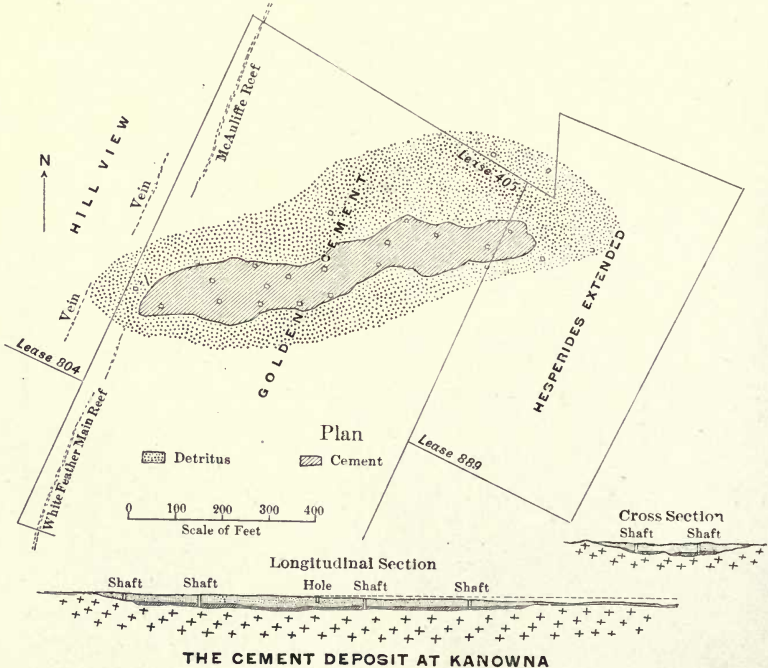 McAuliffe Reef
HILL VIEW
N
Vein
Lease 405
GOLDEN CEMENT
HESPERIDES EXTENDED
Vein
Lease 804
White Feather Main Reef
Lease 889
Plan
Detritus
Cement
0 100 200 300 400
Scale of Feet
Cross Section
Shaft Shaft
Longitudinal Section
Shaft Shaft Hole Shaft Shaft
THE CEMENT DEPOSIT AT KANOWNA